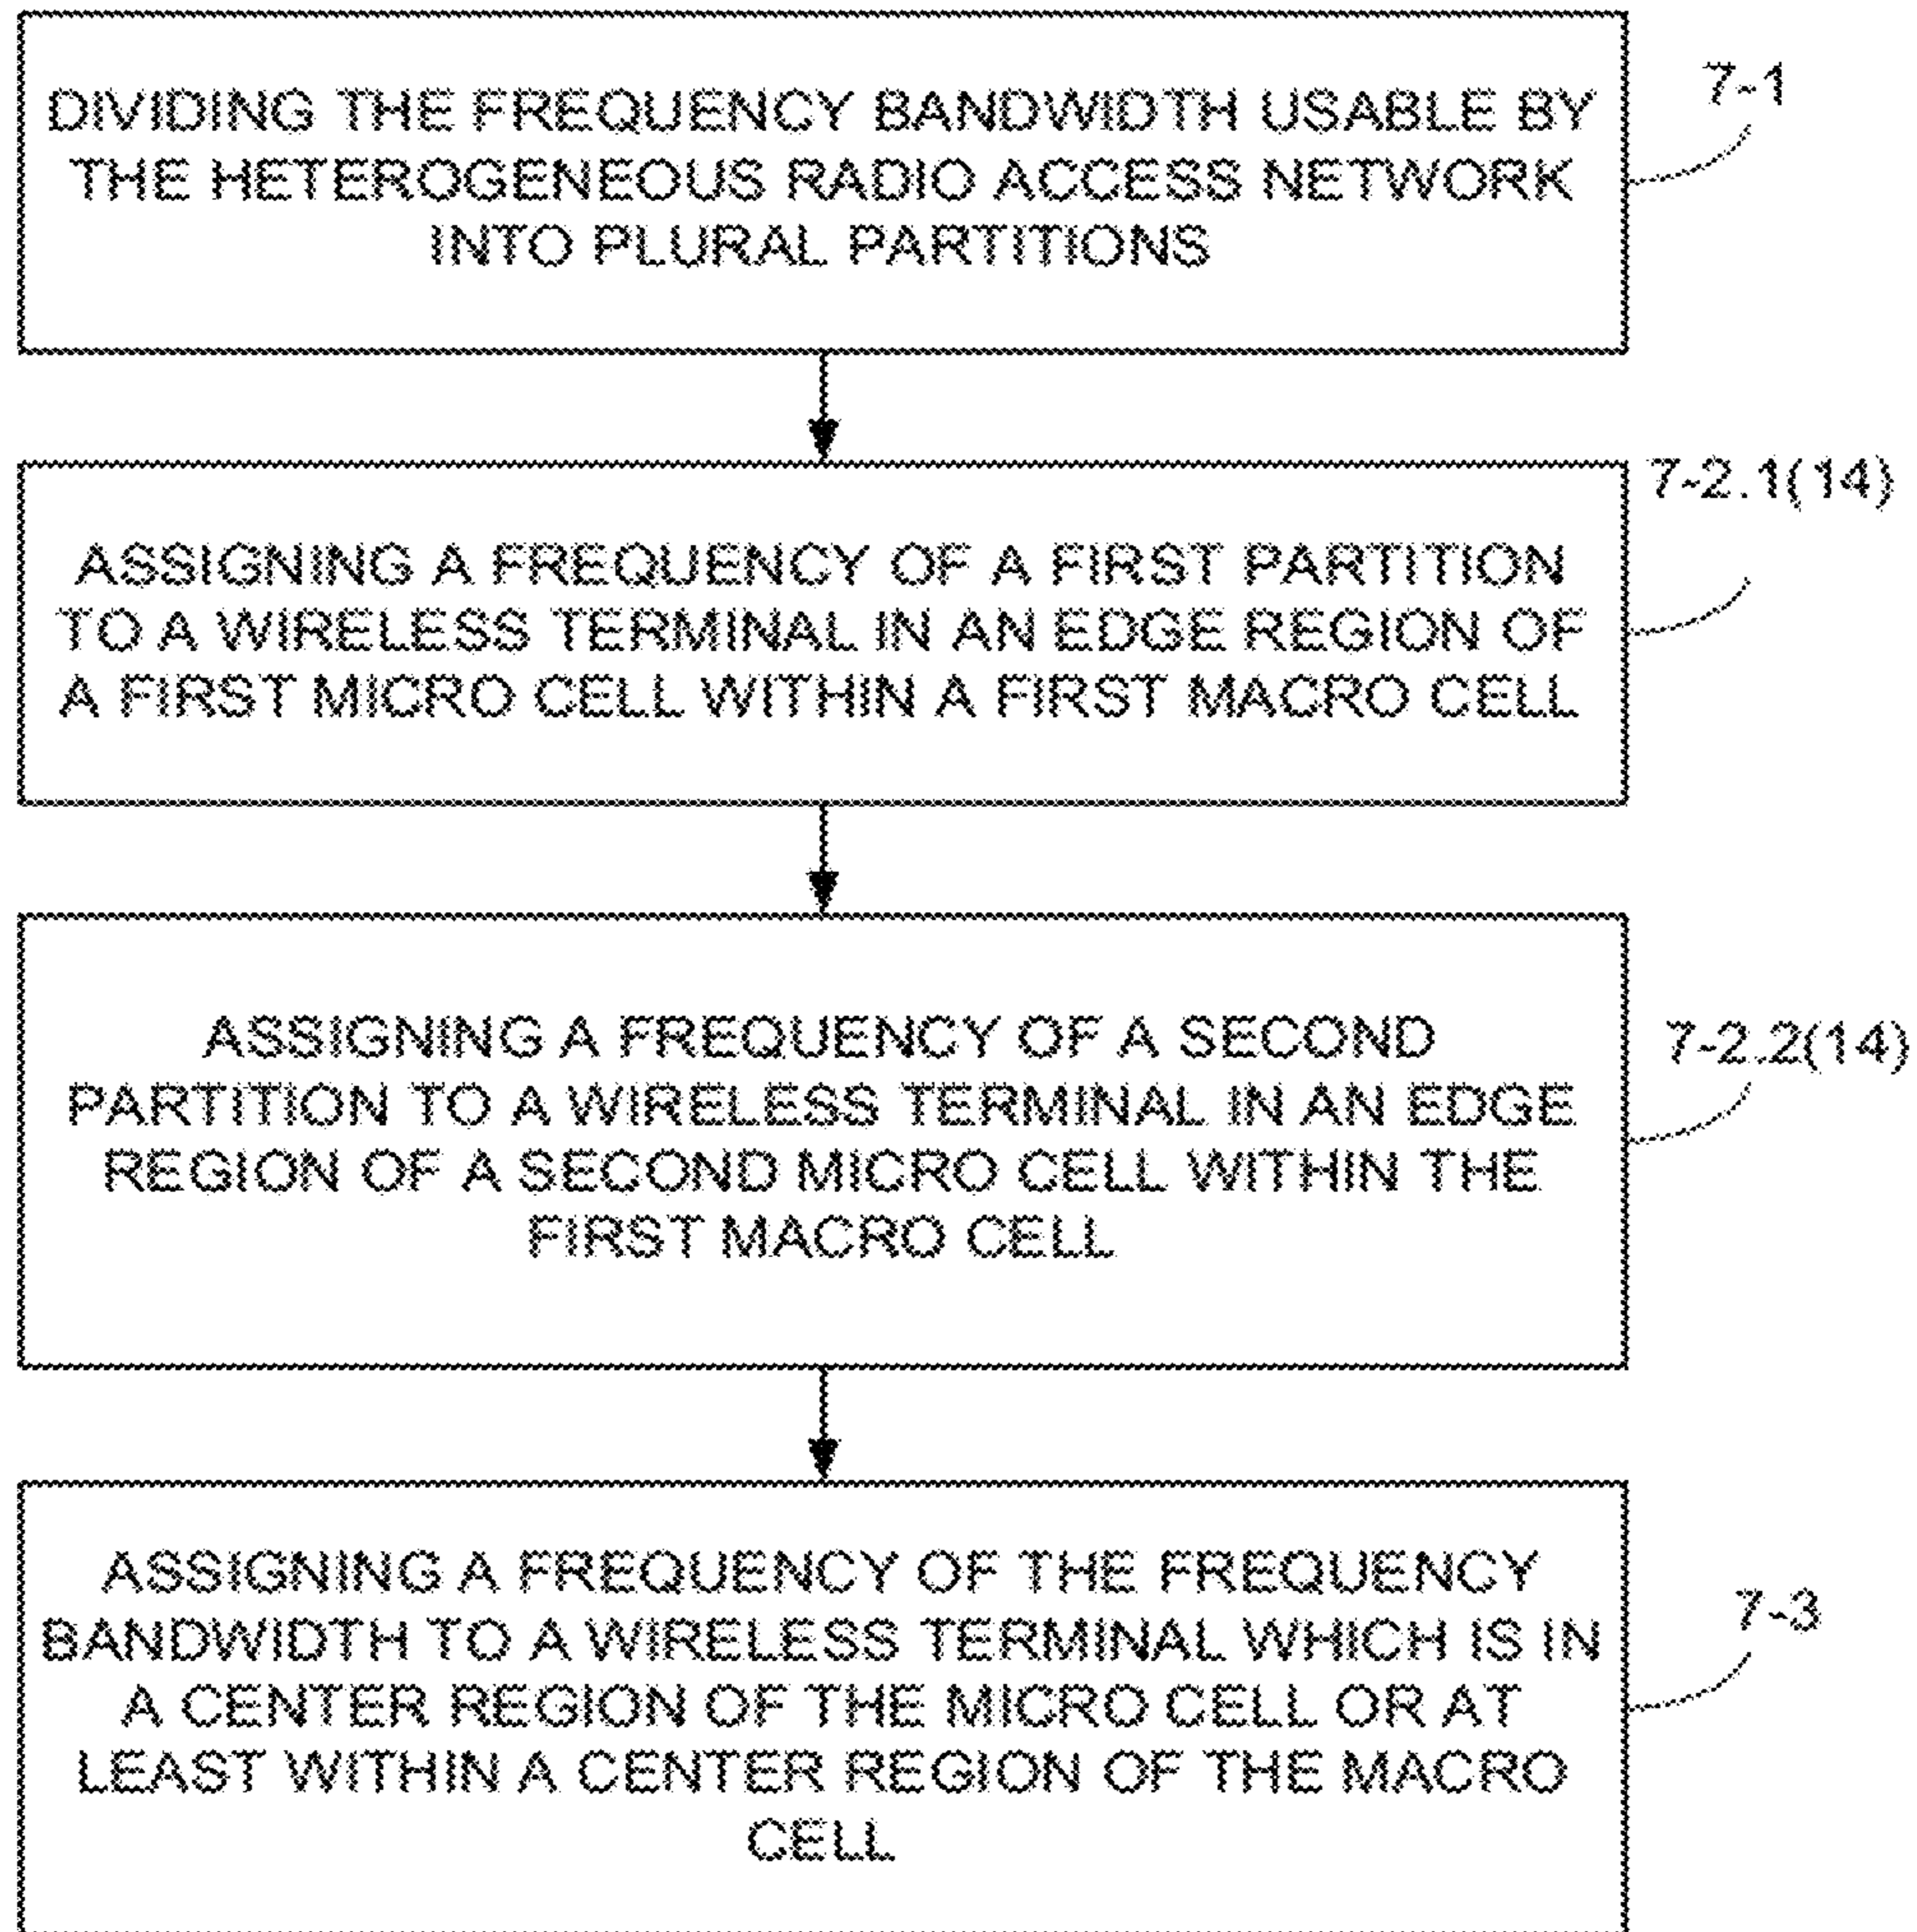 DIVIDING THE FREQUENCY BANDWIDTH USABLE BY
THE HETEROGENEOUS RADIO ACCESS NETWORK
INTO PLURAL PARTITIONS
7-1
ASSIGNING A FREQUENCY OF A FIRST PARTITION
TO A WIRELESS TERMINAL IN AN EDGE REGION OF
A FIRST MICRO CELL WITHIN A FIRST MACRO CELL
7-2.1(14)
ASSIGNING A FREQUENCY OF A SECOND
PARTITION TO A WIRELESS TERMINAL IN AN EDGE
REGION OF A SECOND MICRO CELL WITHIN THE
FIRST MACRO CELL
7-2.2(14)
ASSIGNING A FREQUENCY OF THE FREQUENCY
BANDWIDTH TO A WIRELESS TERMINAL WHICH IS IN
A CENTER REGION OF THE MICRO CELL OR AT
LEAST WITHIN A CENTER REGION OF THE MACRO
CELL
7-3